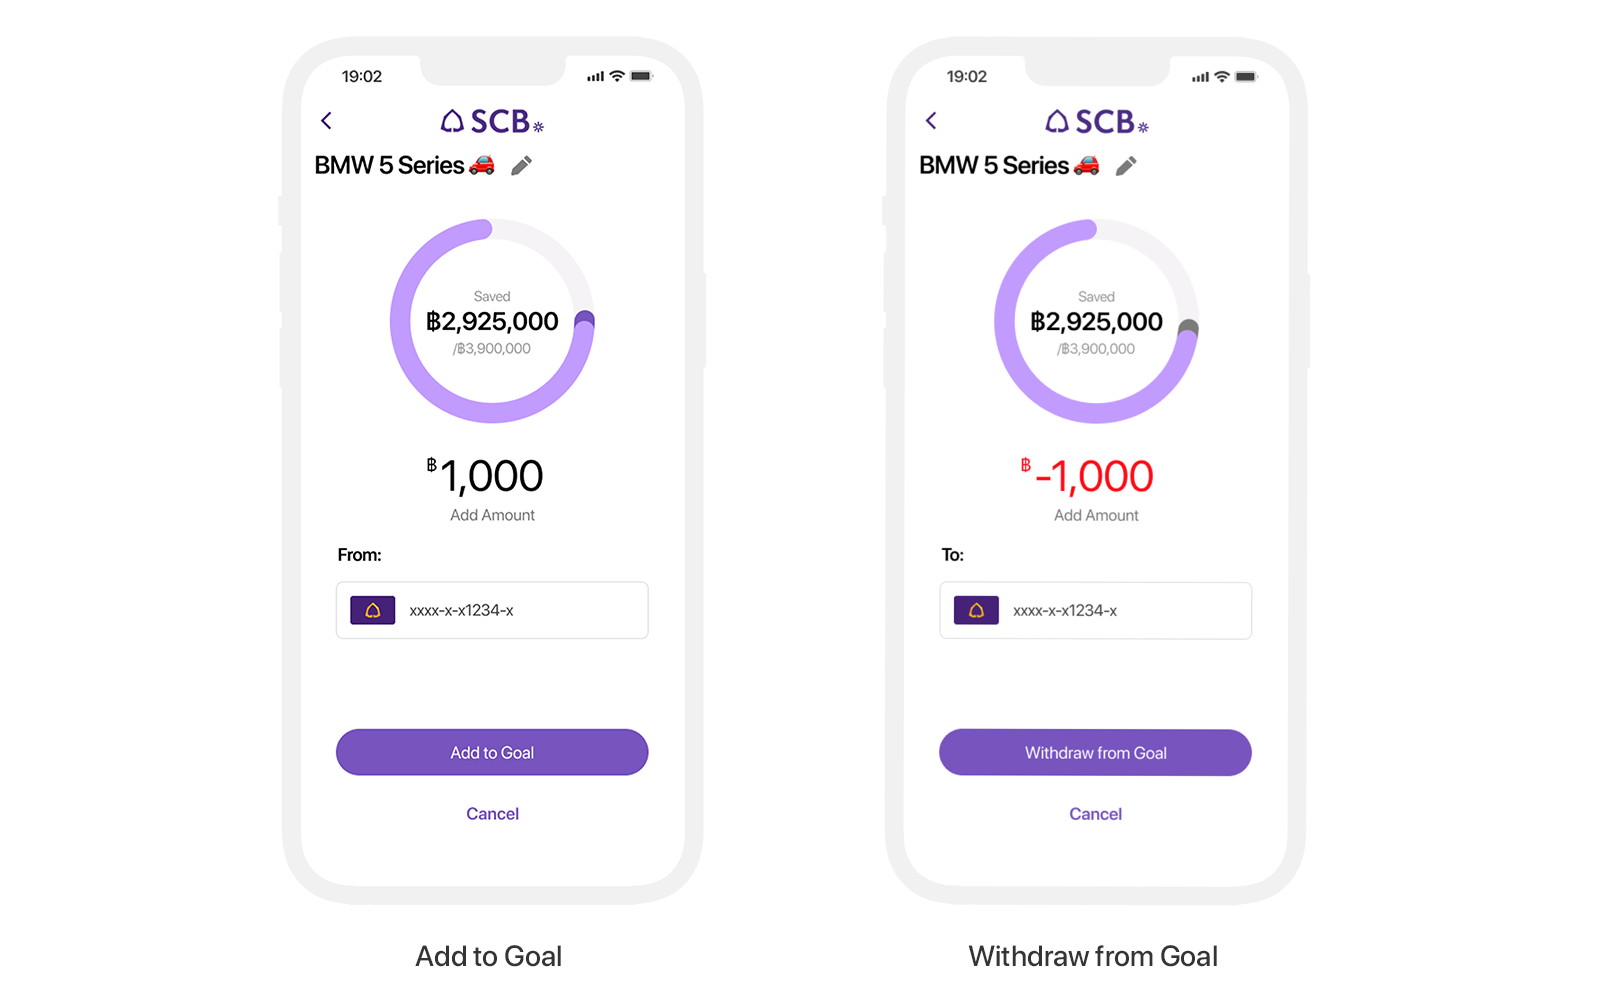 19:02
SCB
BMW 5 Series
Saved
฿2,925,000
/฿3,900,000
฿1,000
Add Amount
From:
xxxx-x-x1234-x
Add to Goal
Cancel
Add to Goal
19:02
SCB
BMW 5 Series
Saved
฿2,925,000
/฿3,900,000
฿-1,000
Add Amount
To:
xxxx-x-x1234-x
Withdraw from Goal
Cancel
Withdraw from Goal